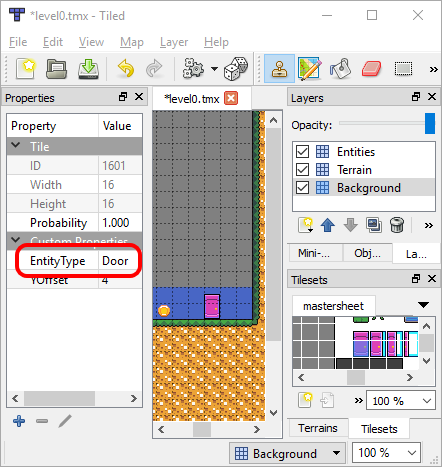 *level0.tmx - Tiled
File Edit View Map Layer Help
Properties
Property Value
Tile
ID 1601
Width 16
Height 16
Probability 1.000
Custom Properties
EntityType Door
YOffset 4
*level0.tmx
Layers
Opacity:
Entities
Terrain
Background
Mini-... Obj... La...
Tilesets
mastersheet
100 %
Terrains Tilesets
Background 100 %